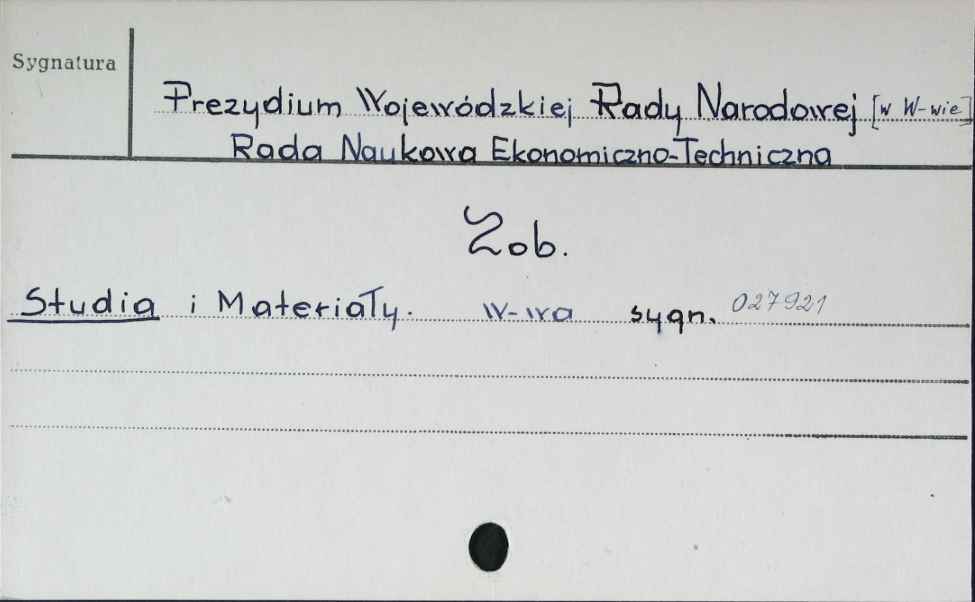 Sygnatura
Prezydium Wojewódzkiej Rady Narodowej [w W-wie]
Rada Naukowa Ekonomiczno-Techniczna
Zob.
Studia i Materiały. W-wa sygn. 027921